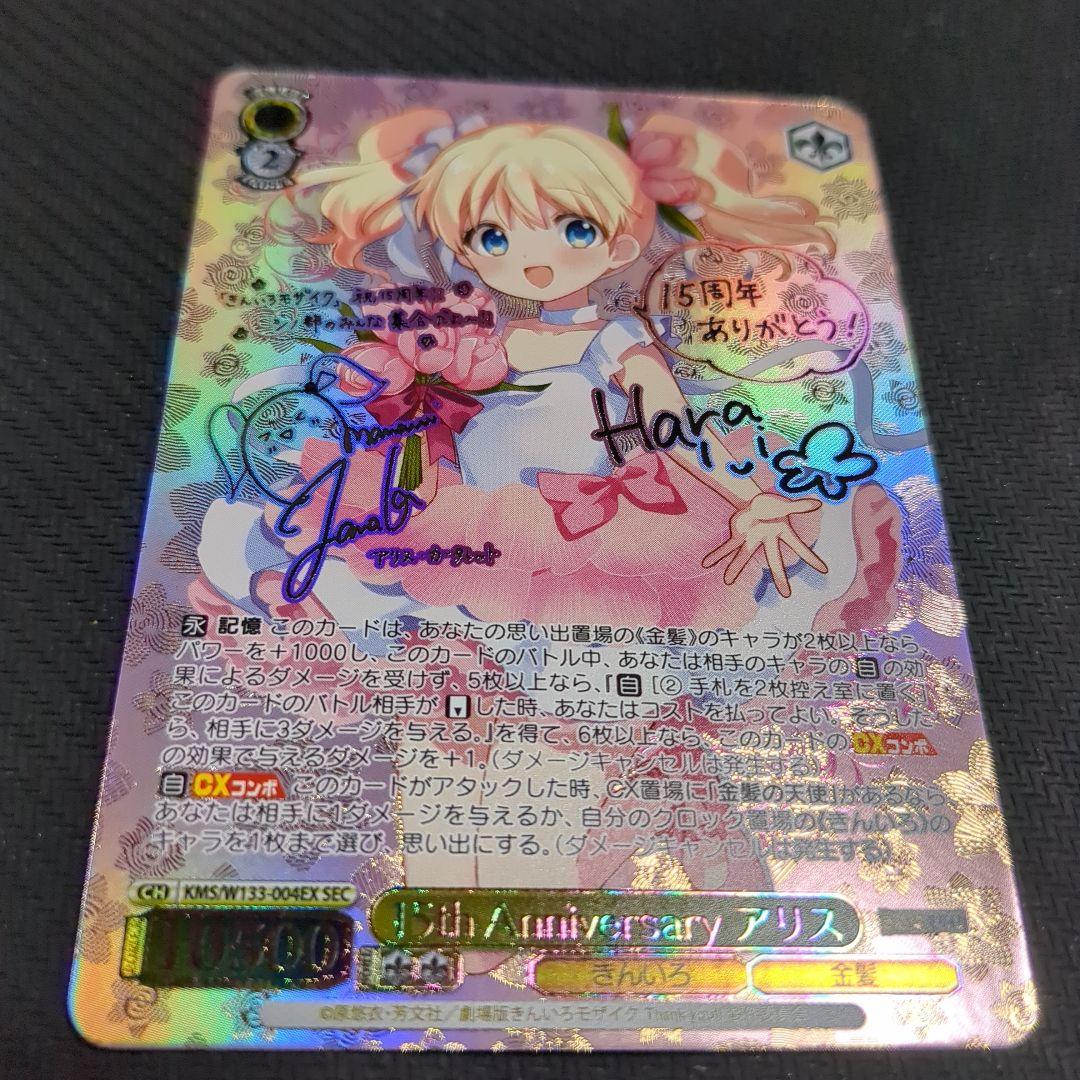 2
「きんいろモザイク」祝15周年!!
シノ
みんな集合だよ~!!
15周年
ありがとう!
Manami
Tanaka
アリス・カータレット
Hara
Yui
永 記憶 このカードは、あなたの思い出置場の《金髪》のキャラが2枚以上なら、
パワーを+1000し、このカードのバトル中、あなたは相手のキャラの 自 の効
果によるダメージを受けず、5枚以上なら、『自 [② 手札を2枚控え室に置く]
このカードのバトル相手が した時、あなたはコストを払ってよい。そうした
ら、相手に3ダメージを与える。』を得て、6枚以上なら、このカードの CXコンボ
の効果で与えるダメージを+1。(ダメージキャンセルは発生する)
自 CXコンボ このカードがアタックした時、CX置場に「金髪の天使」があるなら、
あなたは相手に1ダメージを与えるか、自分のクロック置場の《きんいろ》の
キャラを1枚まで選び、思い出にする。(ダメージキャンセルは発生する)
CH KMS/W133-004EX SEC
15th Anniversary アリス
10500
きんいろ 金髪
©原悠衣・芳文社/劇場版きんいろモザイク Thank you!!